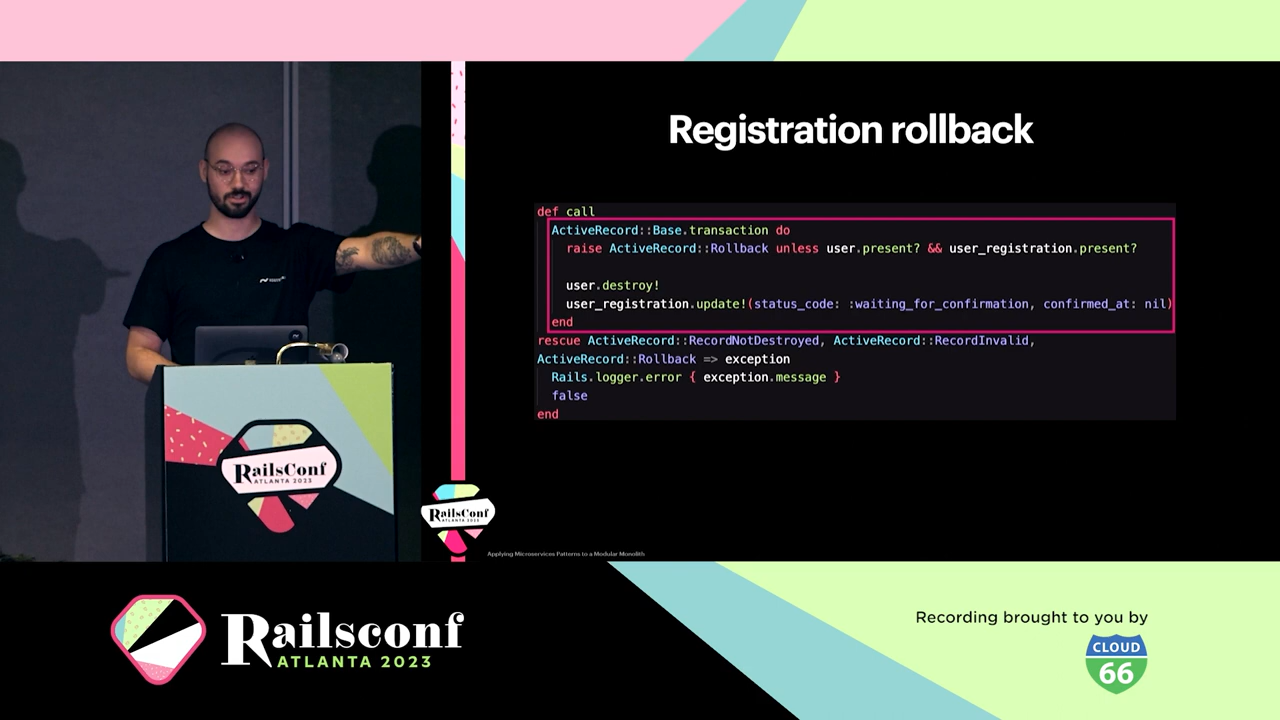 Registration rollback
def call
ActiveRecord::Base.transaction do
raise ActiveRecord::Rollback unless user.present? && user_registration.present?
user.destroy!
user_registration.update!(status_code: :waiting_for_confirmation, confirmed_at: nil)
end
rescue ActiveRecord::RecordNotDestroyed, ActiveRecord::RecordInvalid,
ActiveRecord::Rollback => exception
Rails.logger.error { exception.message }
false
end
RailsConf
ATLANTA 2023
RailsConf
ATLANTA 2023
Applying Microservices Patterns to a Modular Monolith
Railsconf
ATLANTA 2023
Recording brought to you by
CLOUD
66